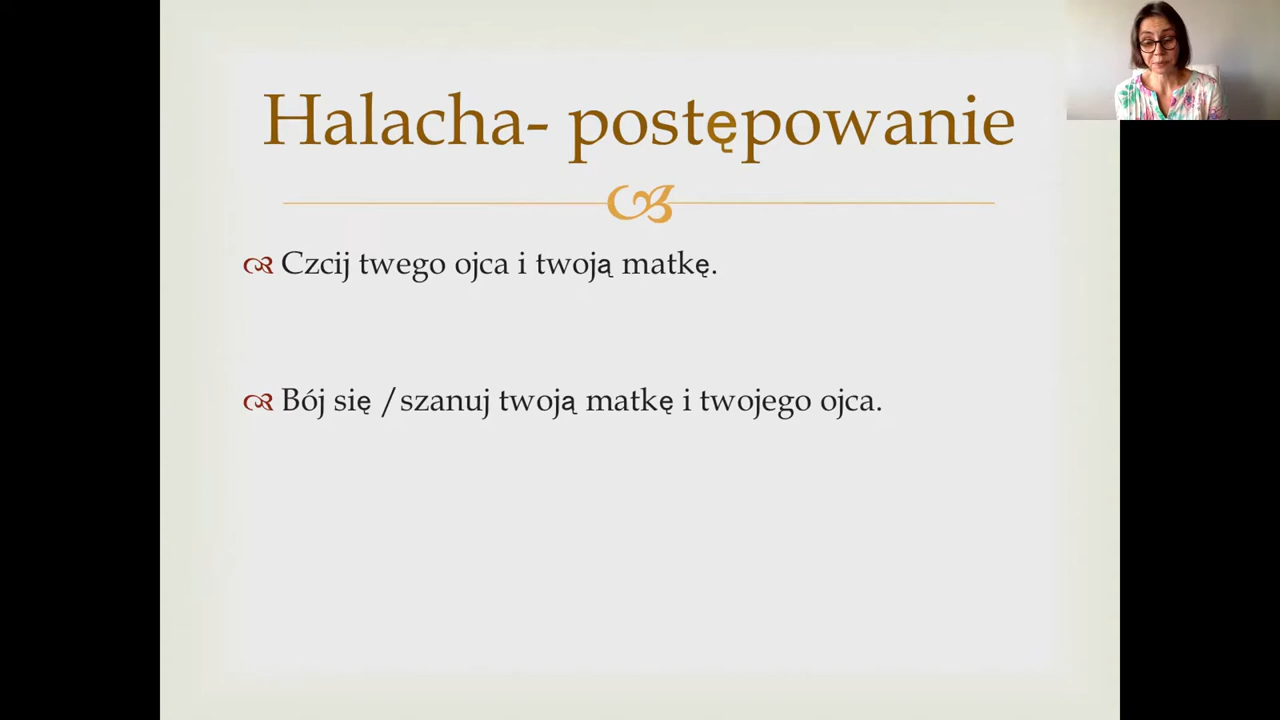 Halacha- postępowanie
Czcij twego ojca i twoją matkę.
Bój się /szanuj twoją matkę i twojego ojca.